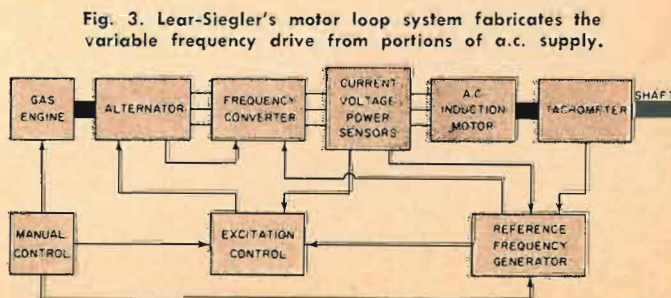 Fig. 3. Lear-Siegler's motor loop system fabricates the
variable frequency drive from portions of a.c. supply.
GAS
ENGINE
ALTERNATOR
FREQUENCY
CONVERTER
CURRENT
VOLTAGE
POWER
SENSORS
A.C.
INDUCTION
MOTOR
TACHOMETER
SHAFT
MANUAL
CONTROL
EXCITATION
CONTROL
REFERENCE
FREQUENCY
GENERATOR